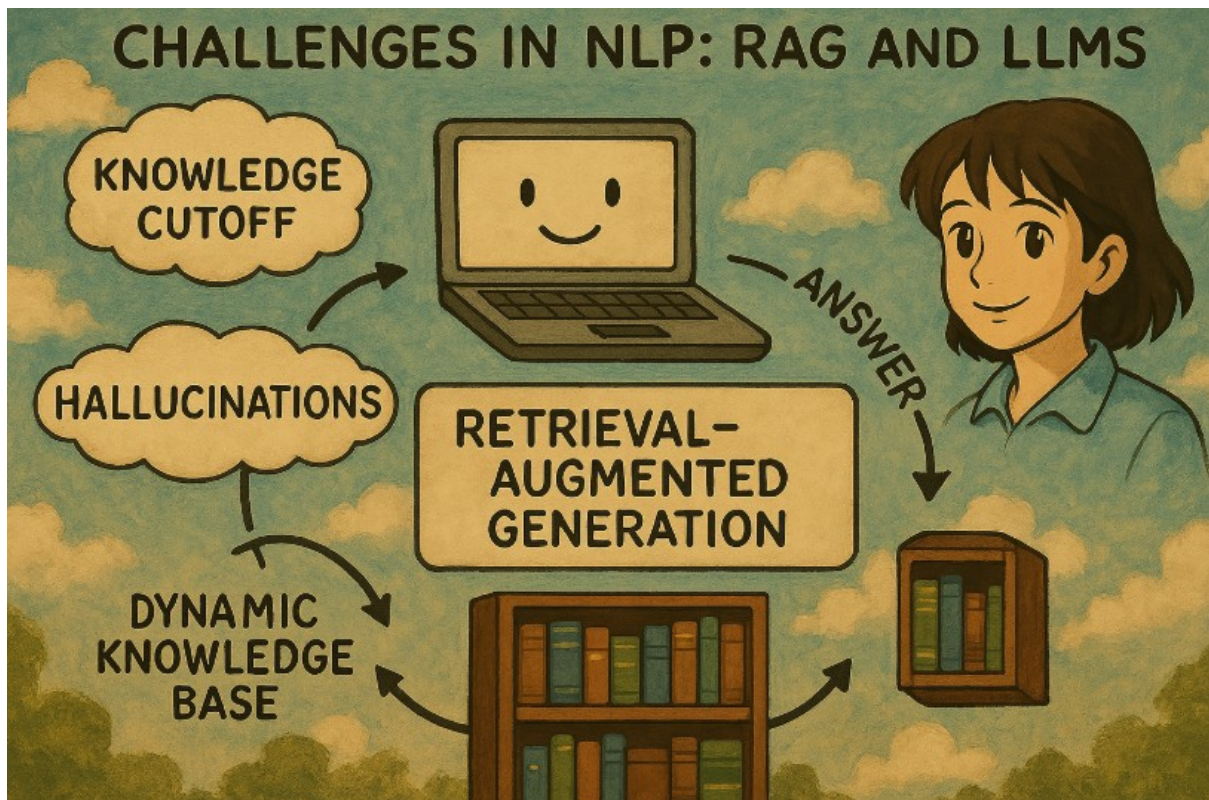 CHALLENGES IN NLP: RAG AND LLMS
KNOWLEDGE
CUTOFF
HALLUCINATIONS
ANSWER
RETRIEVAL–
AUGMENTED
GENERATION
DYNAMIC
KNOWLEDGE
BASE